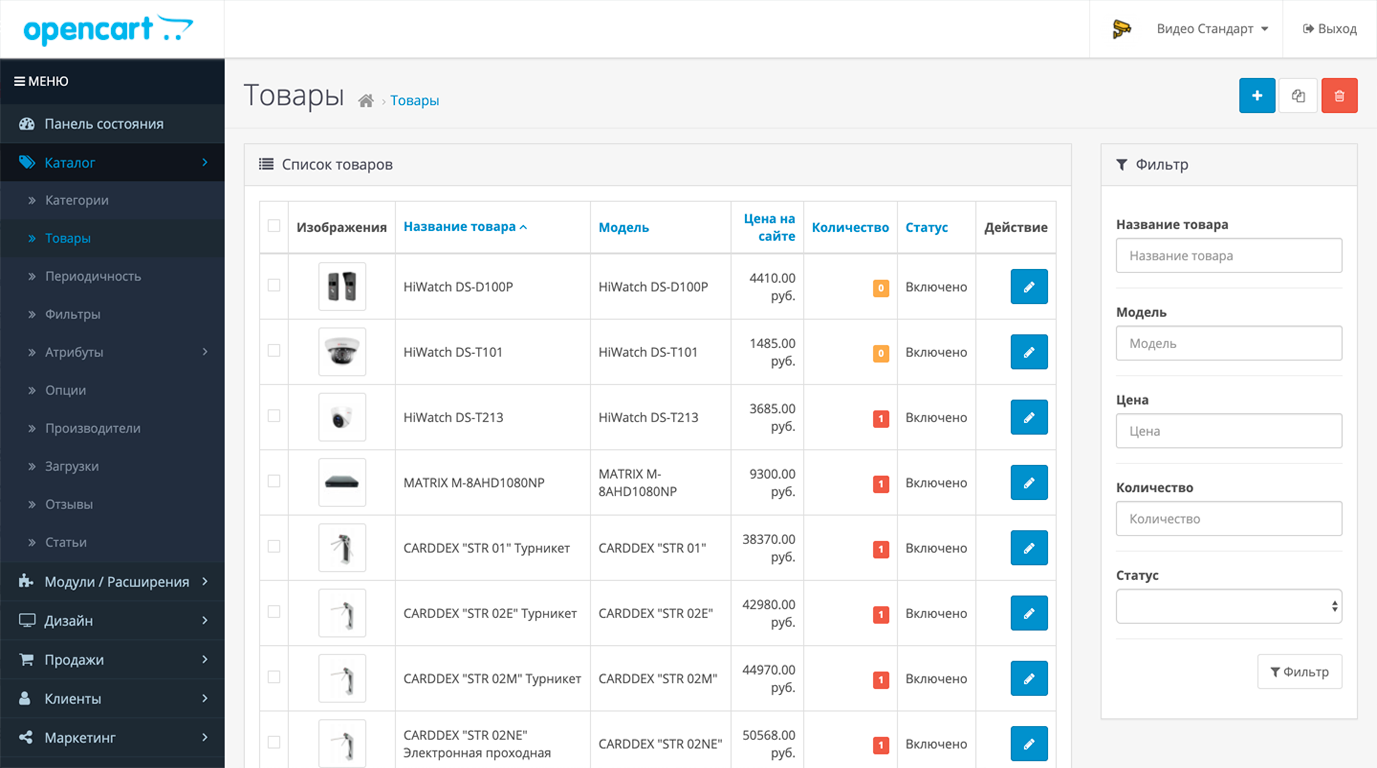 opencart
Видео Стандарт
Выход
МЕНЮ
Панель состояния
Каталог
Категории
Товары
Периодичность
Фильтры
Атрибуты
Опции
Производители
Загрузки
Отзывы
Статьи
Модули / Расширения
Дизайн
Продажи
Клиенты
Маркетинг
Товары
› Товары
Список товаров
Изображения Название товара Модель Цена на Количество Статус Действие
сайте
HiWatch DS-D100P HiWatch DS-D100P 4410.00 0 Включено
руб.
HiWatch DS-T101 HiWatch DS-T101 1485.00 0 Включено
руб.
HiWatch DS-T213 HiWatch DS-T213 3685.00 1 Включено
руб.
MATRIX M-8AHD1080NP MATRIX M- 9300.00 1 Включено
8AHD1080NP руб.
CARDDEX "STR 01" Турникет CARDDEX "STR 01" 38370.00 1 Включено
руб.
CARDDEX "STR 02E" Турникет CARDDEX "STR 02E" 42980.00 1 Включено
руб.
CARDDEX "STR 02M" Турникет CARDDEX "STR 02M" 44970.00 1 Включено
руб.
CARDDEX "STR 02NE" CARDDEX "STR 02NE" 50568.00 1 Включено
Электронная проходная руб.
Фильтр
Название товара
Название товара
Модель
Модель
Цена
Цена
Количество
Количество
Статус
Фильтр